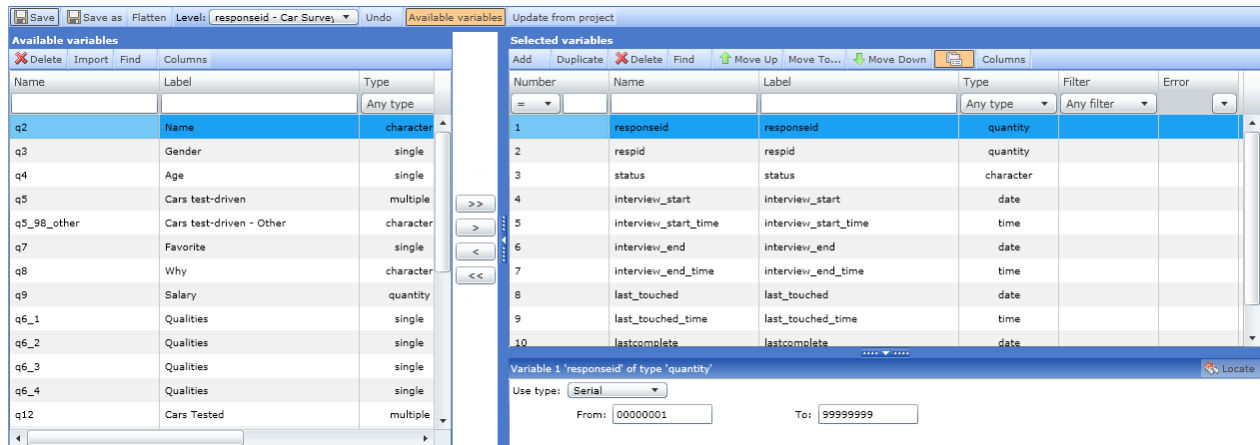 Save Save as Flatten Level: responseid - Car Survey Undo Available variables Update from project
Available variables
Delete Import Find Columns
Name Label Type
Any type
q2 Name character
q3 Gender single
q4 Age single
q5 Cars test-driven multiple
q5_98_other Cars test-driven - Other character
q7 Favorite single
q8 Why character
q9 Salary quantity
q6_1 Qualities single
q6_2 Qualities single
q6_3 Qualities single
q6_4 Qualities single
q12 Cars Tested multiple
>>
>
<
<<
Selected variables
Add Duplicate Delete Find Move Up Move To... Move Down Columns
Number Name Label Type Filter Error
= Any type Any filter
1 responseid responseid quantity
2 respid respid quantity
3 status status character
4 interview_start interview_start date
5 interview_start_time interview_start_time time
6 interview_end interview_end date
7 interview_end_time interview_end_time time
8 last_touched last_touched date
9 last_touched_time last_touched_time time
10 lastcomplete lastcomplete date
Variable 1 'responseid' of type 'quantity' Locate
Use type: Serial
From: 00000001 To: 99999999